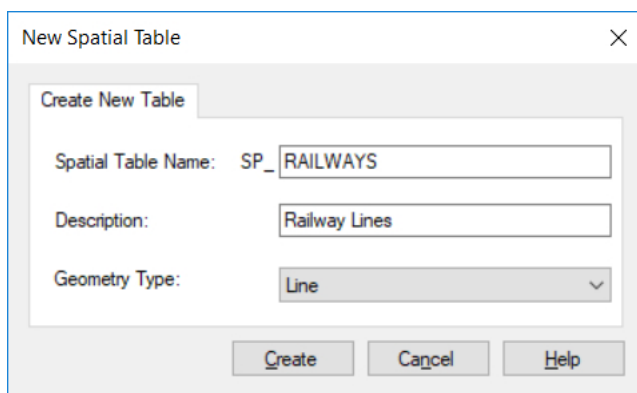 New Spatial Table
Create New Table
Spatial Table Name: SP_ RAILWAYS
Description: Railway Lines
Geometry Type: Line
Create Cancel Help